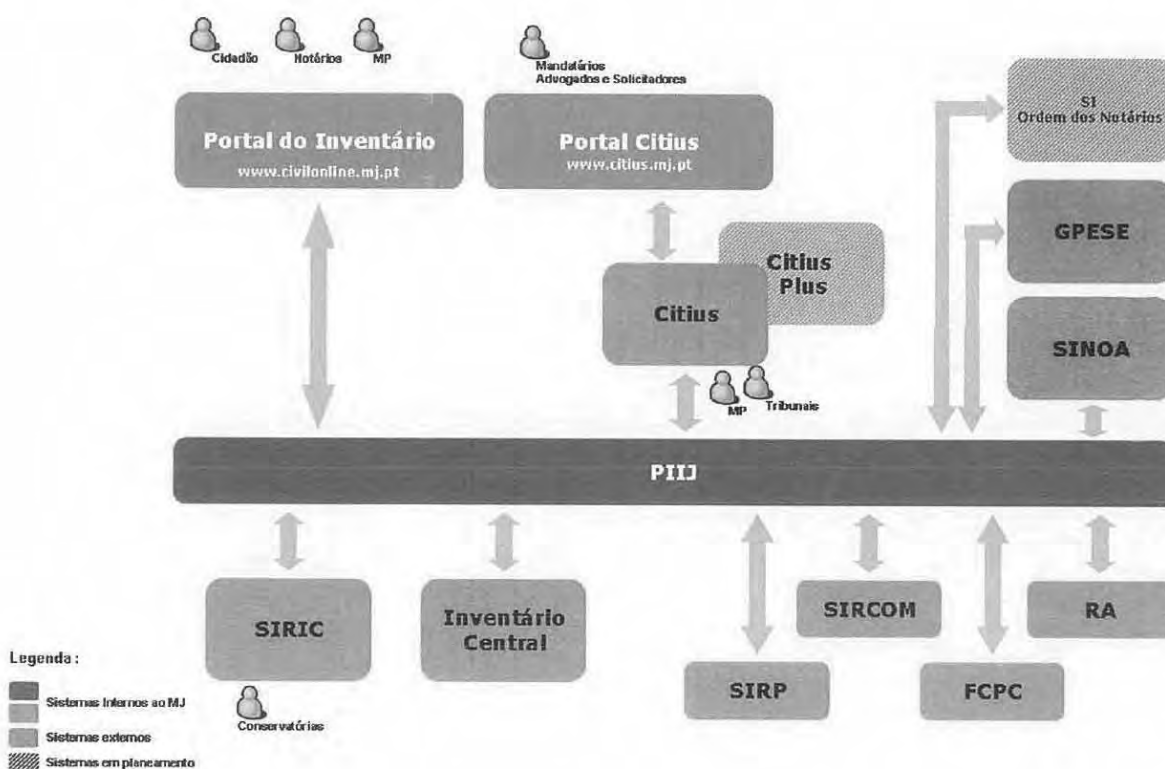 Cidadão
Notários
MP
Mandatários
Advogados e Solicitadores
Portal do Inventário
www.civilonline.mj.pt
Portal Citius
www.citius.mj.pt
SI
Ordem dos Notários
GPESE
Citius
Plus
Citius
SINOA
MP
Tribunais
PIIJ
SIRIC
Inventário
Central
SIRCOM
RA
SIRP
FCPC
Conservatórias
Legenda :
Sistemas Internos ao MJ
Sistemas externos
Sistemas em planeamento